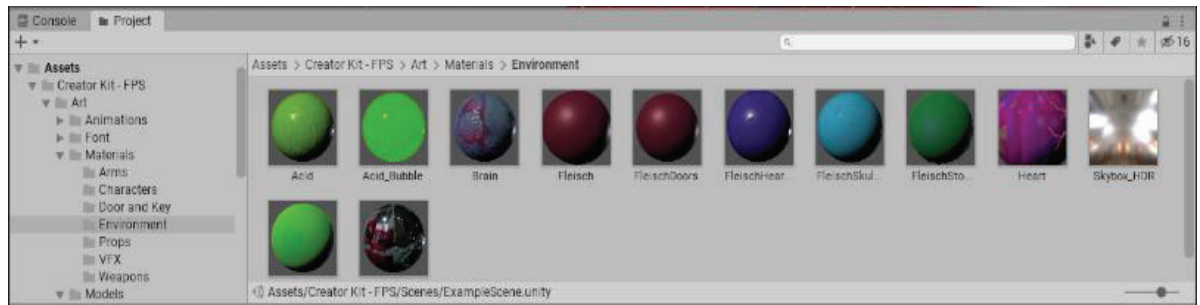 Console Project
16
Assets
Creator Kit - FPS
Art
Animations
Font
Materials
Arms
Characters
Door and Key
Environment
Props
VFX
Weapons
Models
Assets > Creator Kit - FPS > Art > Materials > Environment
Acid Acid_Bubble Brain Fleisch FleischDoors FleischHear... FleischSkul... FleischSto... Heart Skybox_HDR
Assets/Creator Kit - FPS/Scenes/ExampleScene.unity